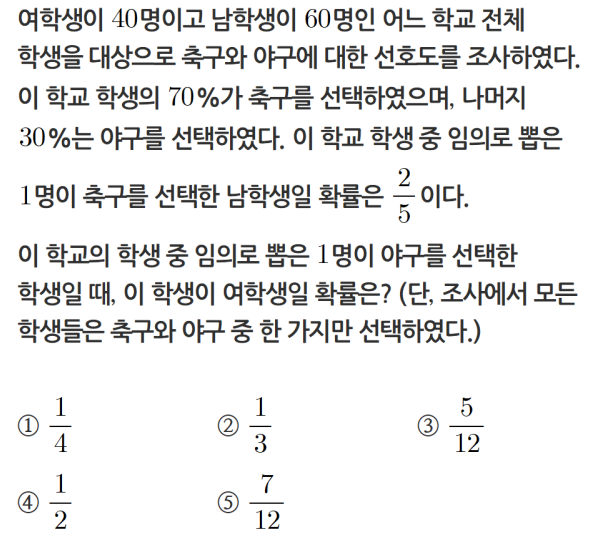 여학생이 40명이고 남학생이 60명인 어느 학교 전체
학생을 대상으로 축구와 야구에 대한 선호도를 조사하였다.
이 학교 학생의 70%가 축구를 선택하였으며, 나머지
30%는 야구를 선택하였다. 이 학교 학생 중 임의로 뽑은
1명이 축구를 선택한 남학생일 확률은 2/5 이다.
이 학교의 학생 중 임의로 뽑은 1명이 야구를 선택한
학생일 때, 이 학생이 여학생일 확률은? (단, 조사에서 모든
학생들은 축구와 야구 중 한 가지만 선택하였다.)
① 1/4 ② 1/3 ③ 5/12
④ 1/2 ⑤ 7/12